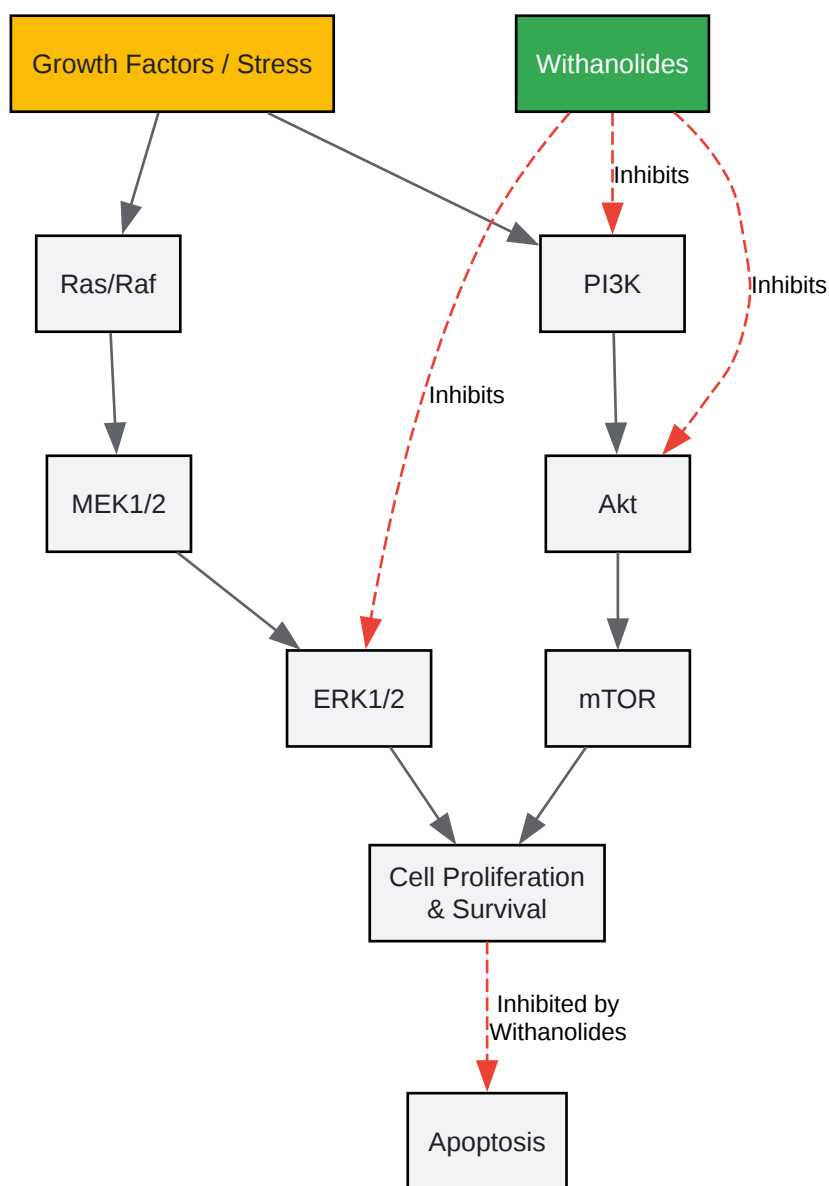 Growth Factors / Stress
Withanolides
Inhibits
Ras/Raf
PI3K
Inhibits
Inhibits
MEK1/2
Akt
ERK1/2
mTOR
Cell Proliferation
& Survival
Inhibited by
Withanolides
Apoptosis